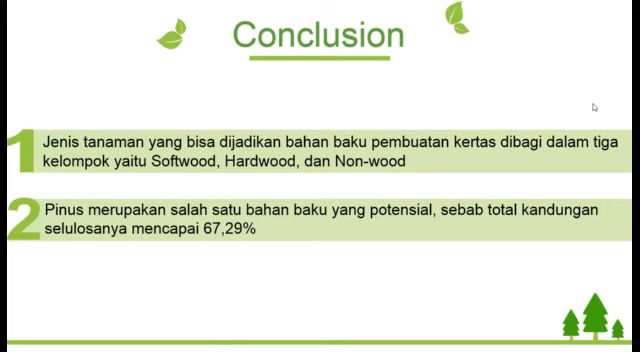 Conclusion
1
Jenis tanaman yang bisa dijadikan bahan baku pembuatan kertas dibagi dalam tiga
kelompok yaitu Softwood, Hardwood, dan Non-wood
2
Pinus merupakan salah satu bahan baku yang potensial, sebab total kandungan
selulosanya mencapai 67,29%